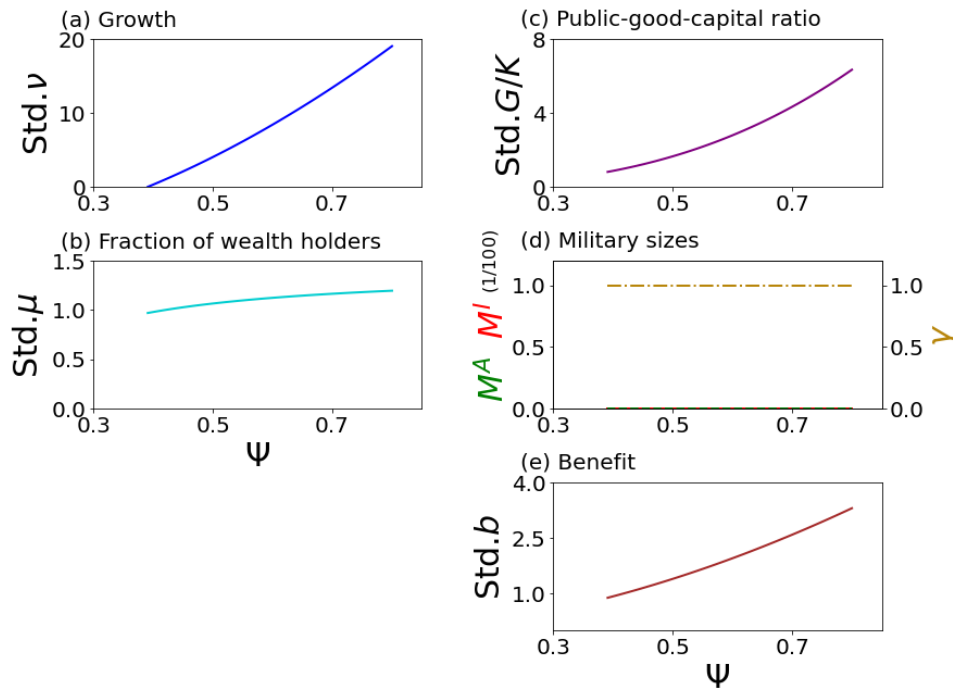 (a) Growth
Std.ν
20
10
0
0.3 0.5 0.7
(b) Fraction of wealth holders
Std.μ
1.5
1.0
0.5
0.0
0.3 0.5 0.7
Ψ
(c) Public-good-capital ratio
Std.G/K
8
4
0
0.3 0.5 0.7
(d) Military sizes
M^A M^I (1/100)
1.0
0.5
0.0
0.3 0.5 0.7
1.0
0.5
0.0
γ
(e) Benefit
Std.b
4.0
2.5
1.0
0.3 0.5 0.7
Ψ